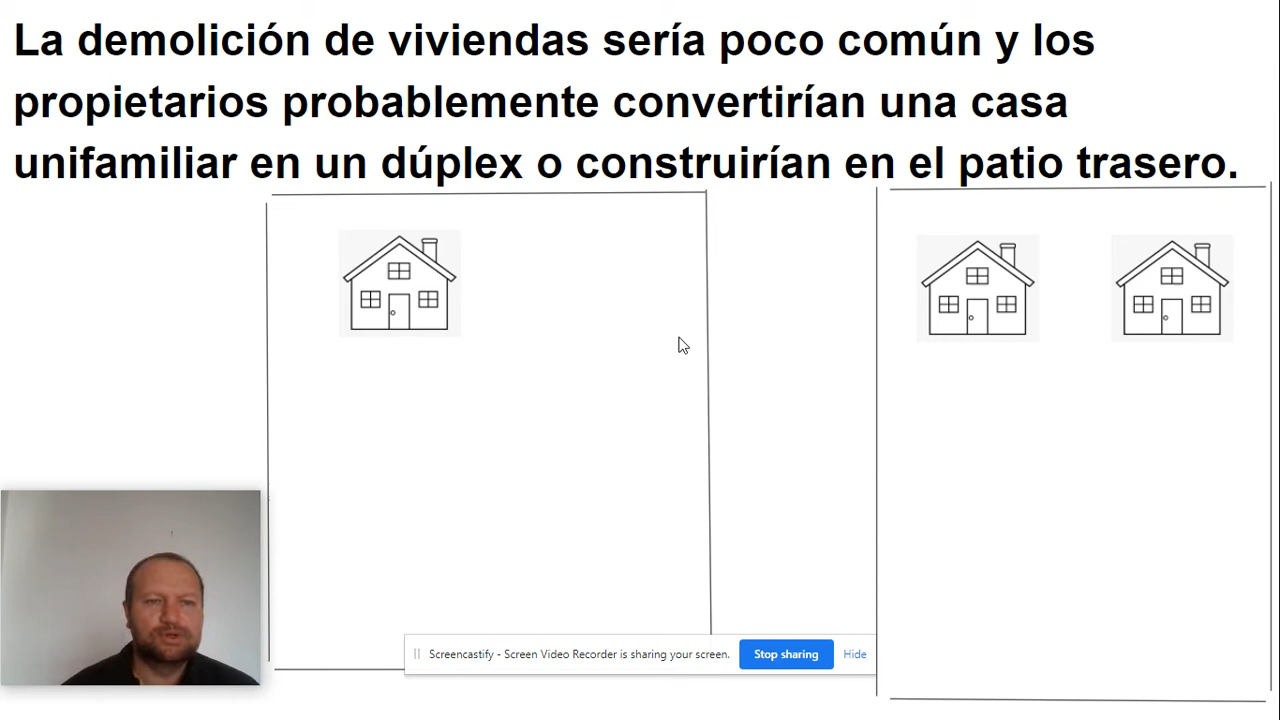 La demolición de viviendas sería poco común y los
propietarios probablemente convertirían una casa
unifamiliar en un dúplex o construirían en el patio trasero.
Screencastify - Screen Video Recorder is sharing your screen. Stop sharing Hide